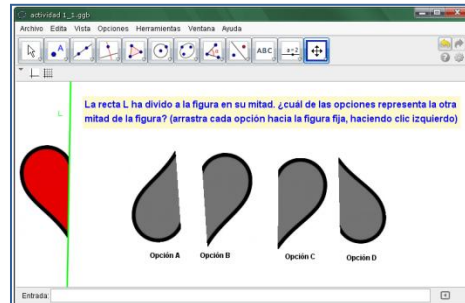 actividad 1_1.ggb
Archivo Edita Vista Opciones Herramientas Ventana Ayuda
A
ABC
a=2
L
La recta L ha divido a la figura en su mitad. ¿cuál de las opciones representa la otra
mitad de la figura? (arrastra cada opción hacia la figura fija, haciendo clic izquierdo)
Opción A Opción B Opción C Opción D
Entrada: